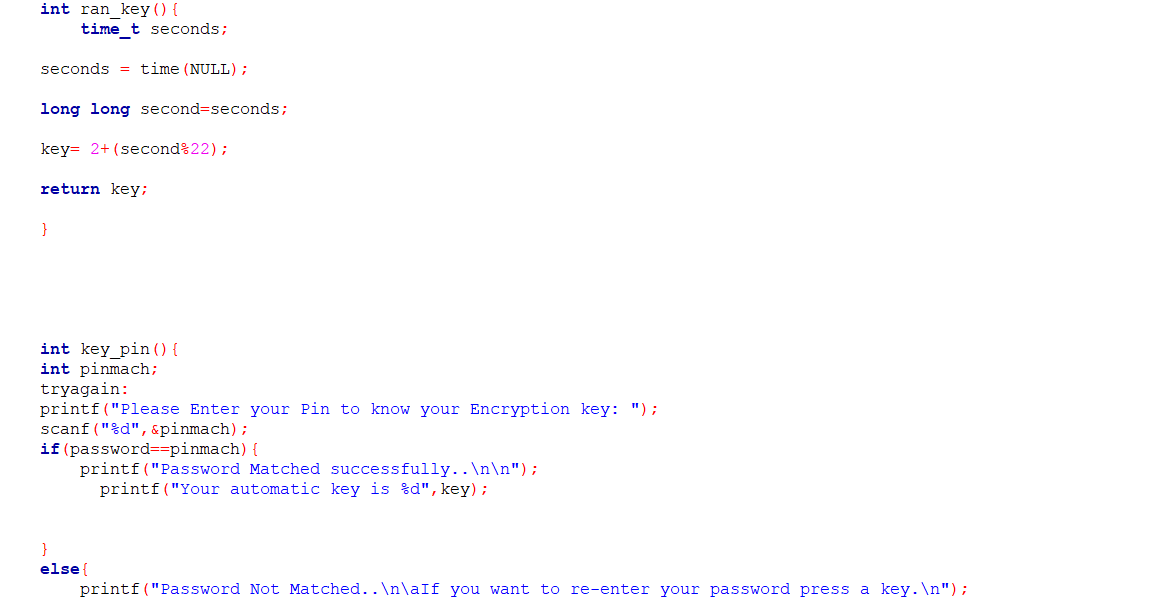 int ran_key(){
    time_t seconds;
seconds = time(NULL);
long long second=seconds;
key= 2+(second%22);
return key;
}
int key_pin(){
int pinmach;
tryagain:
printf("Please Enter your Pin to know your Encryption key: ");
scanf("%d",&pinmach);
if(password==pinmach){
    printf("Password Matched successfully..\n\n");
      printf("Your automatic key is %d",key);
}
else{
    printf("Password Not Matched..\n\aIf you want to re-enter your password press a key.\n");